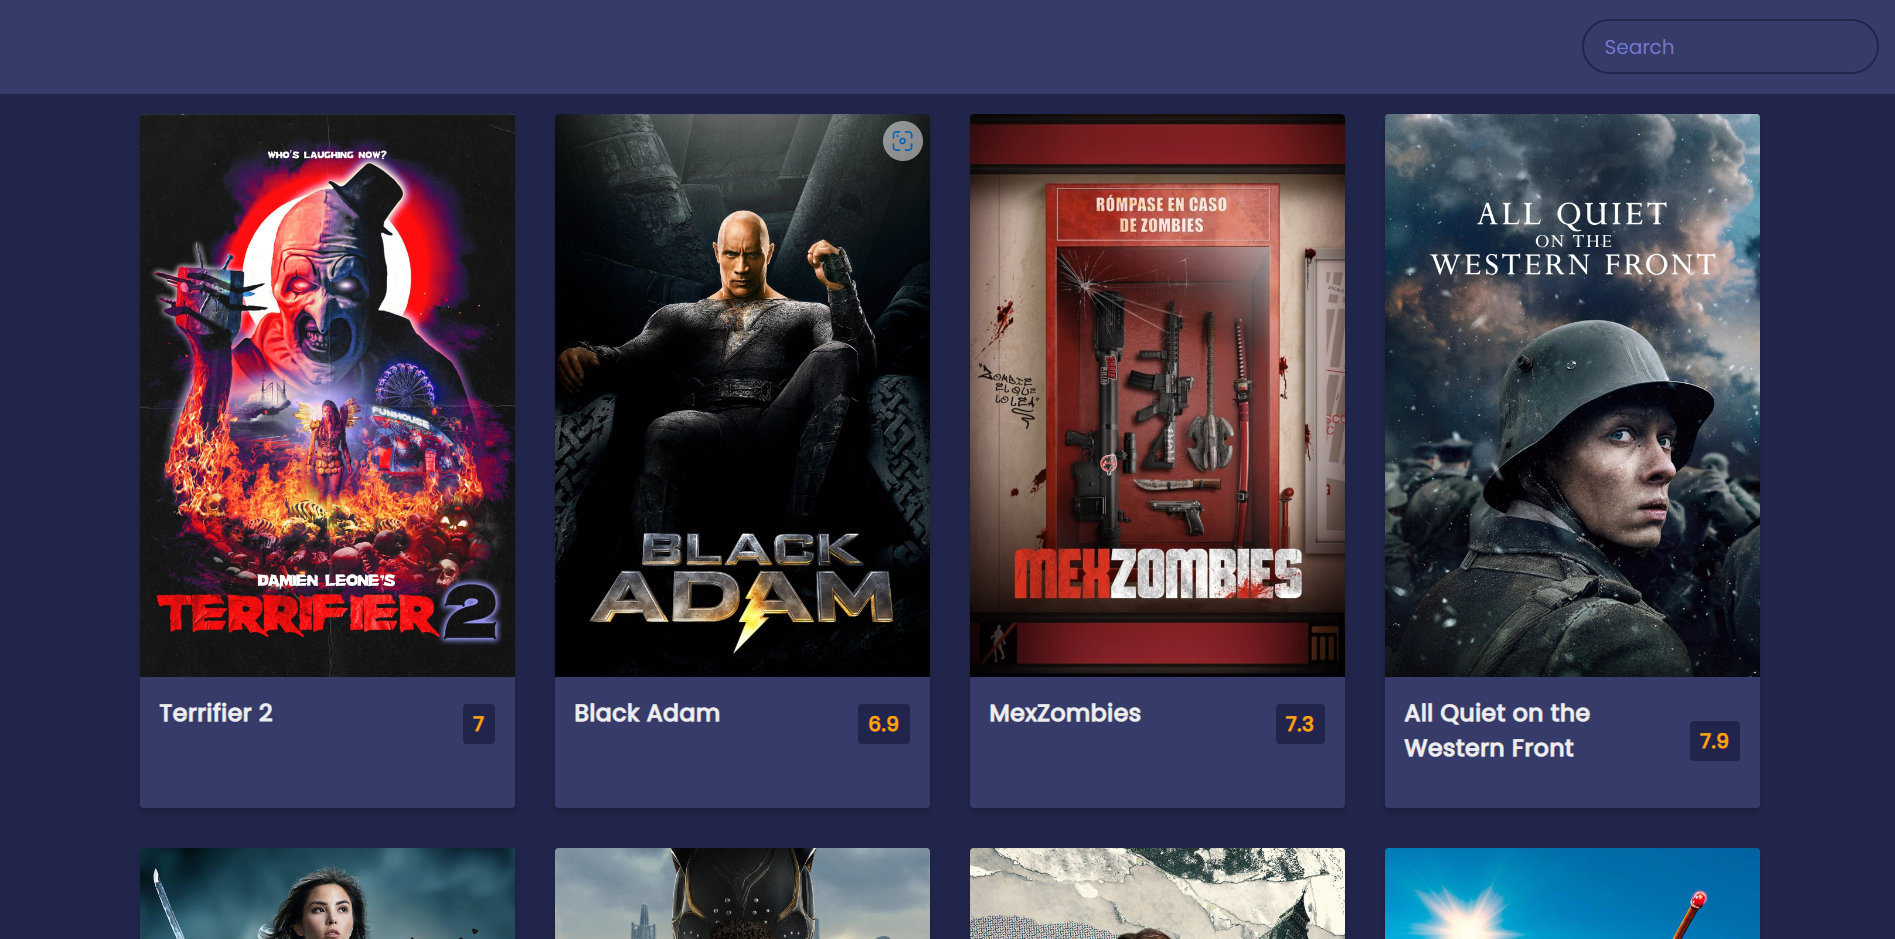 Search
WHO'S LAUGHING NOW?
DAMIEN LEONE'S
TERRIFIER 2
FUNHOUSE
BLACK
ADAM
RÓMPASE EN CASO
DE ZOMBIES
ZOMBIE
EL QUE
LO LEA
MEXZOMBIES
ALL QUIET
ON THE
WESTERN FRONT
Terrifier 2
7
Black Adam
6.9
MexZombies
7.3
All Quiet on the
Western Front
7.9